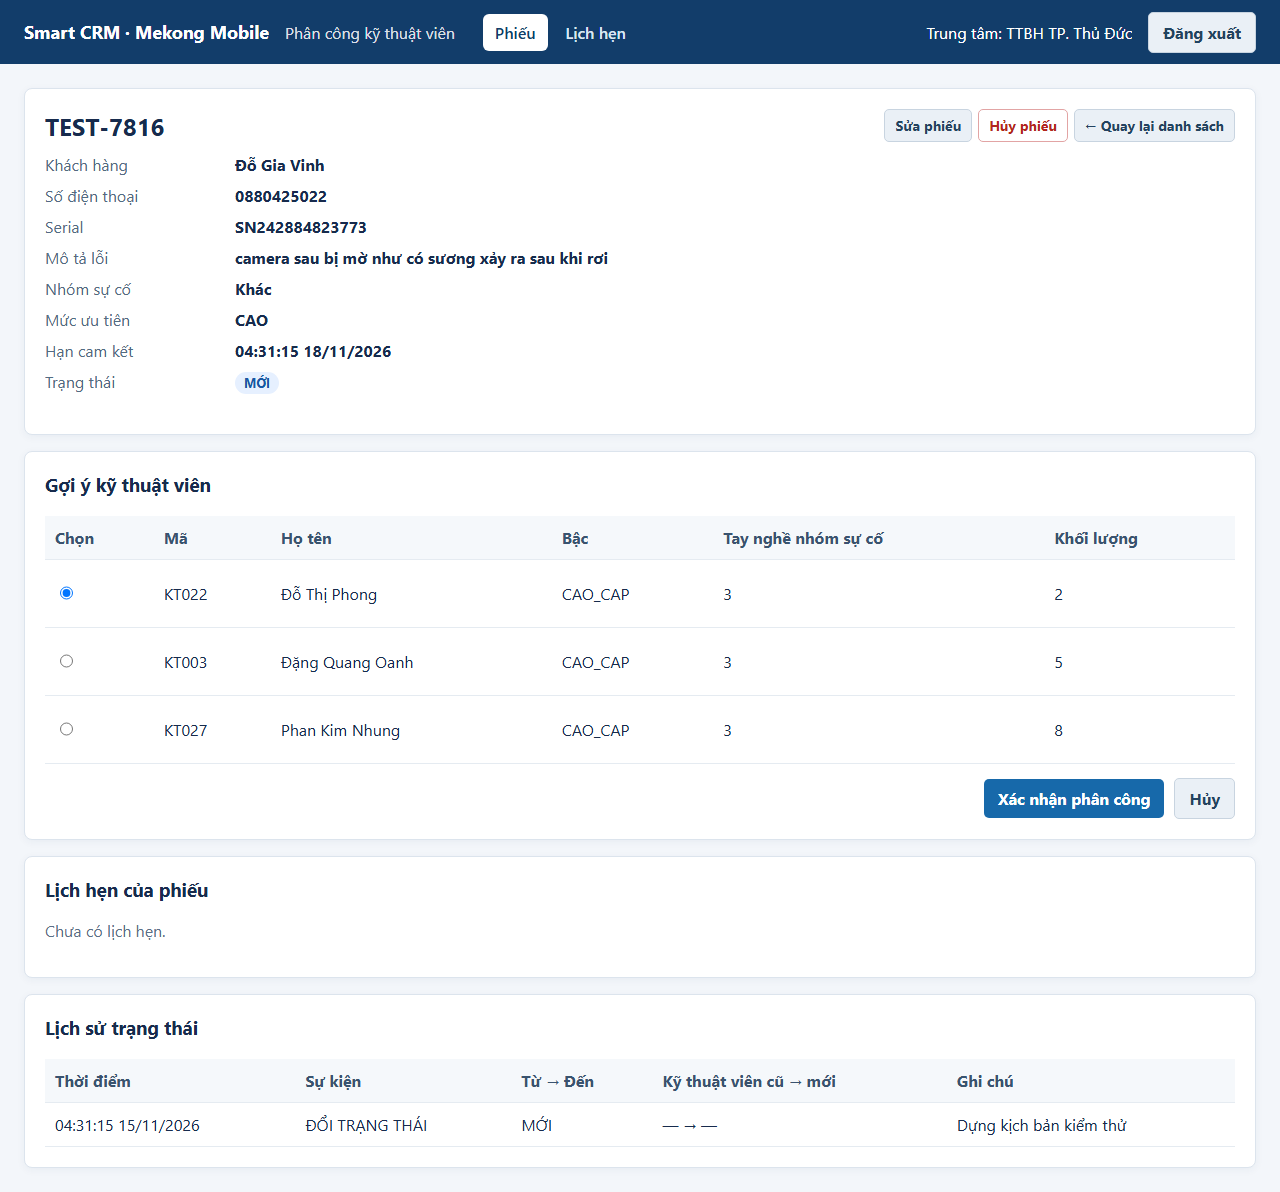 Smart CRM · Mekong Mobile Phân công kỹ thuật viên Phiếu Lịch hẹn Trung tâm: TTBH TP. Thủ Đức Đăng xuất
TEST-7816 Sửa phiếu Hủy phiếu ← Quay lại danh sách
Khách hàng Đỗ Gia Vinh
Số điện thoại 0880425022
Serial SN242884823773
Mô tả lỗi camera sau bị mờ như có sương xảy ra sau khi rơi
Nhóm sự cố Khác
Mức ưu tiên CAO
Hạn cam kết 04:31:15 18/11/2026
Trạng thái MỚI
Gợi ý kỹ thuật viên
Chọn Mã Họ tên Bậc Tay nghề nhóm sự cố Khối lượng
KT022 Đỗ Thị Phong CAO_CAP 3 2
KT003 Đặng Quang Oanh CAO_CAP 3 5
KT027 Phan Kim Nhung CAO_CAP 3 8
Xác nhận phân công Hủy
Lịch hẹn của phiếu
Chưa có lịch hẹn.
Lịch sử trạng thái
Thời điểm Sự kiện Từ → Đến Kỹ thuật viên cũ → mới Ghi chú
04:31:15 15/11/2026 ĐỔI TRẠNG THÁI MỚI — → — Dựng kịch bản kiểm thử